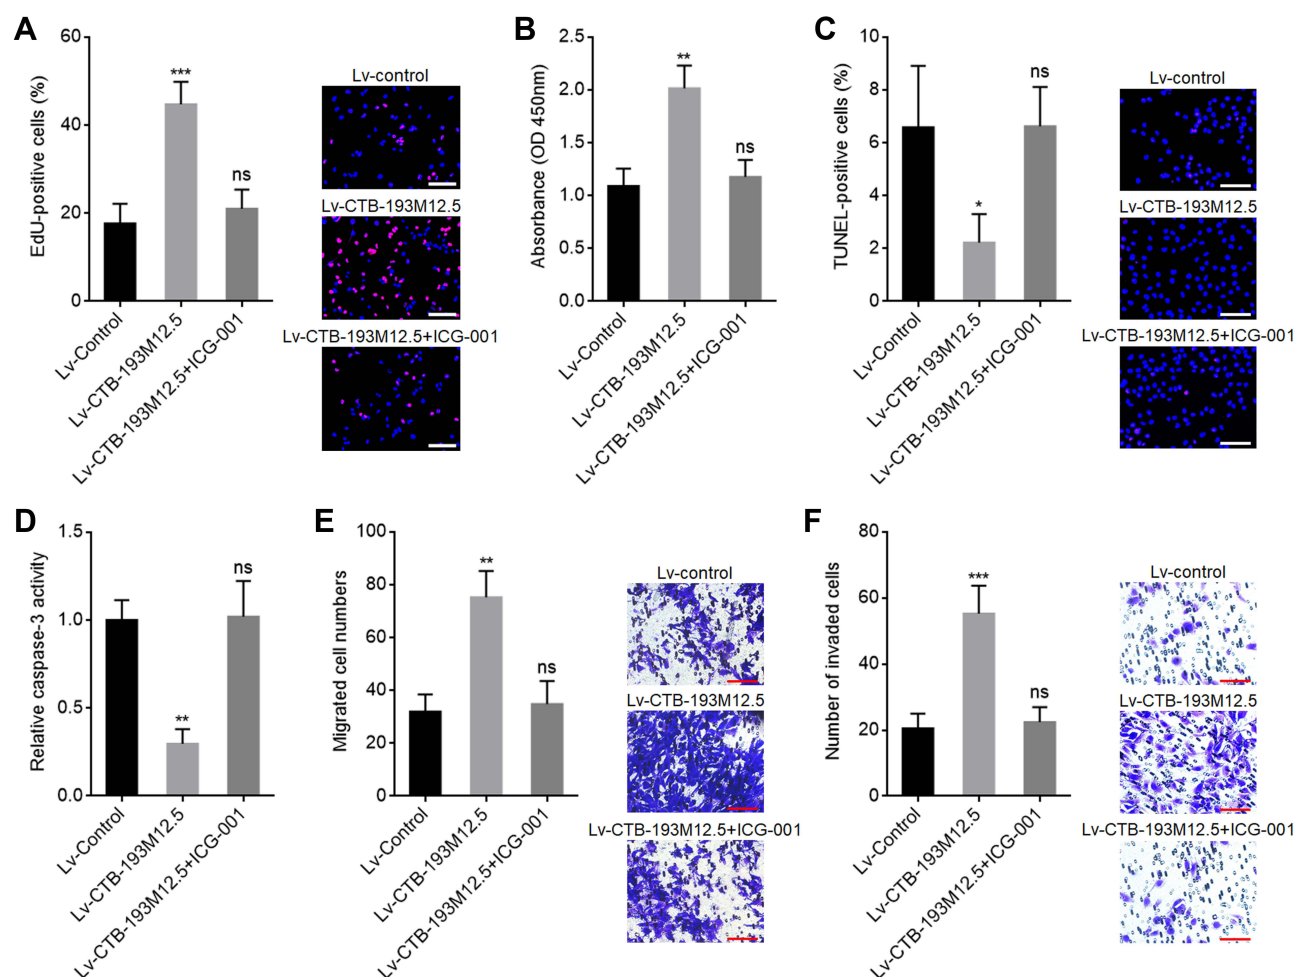 A
EdU-positive cells (%)
60
40
20
0
***
ns
Lv-Control
Lv-CTB-193M12.5
Lv-CTB-193M12.5+ICG-001
Lv-control
Lv-CTB-193M12.5
Lv-CTB-193M12.5+ICG-001
B
Absorbance (OD 450nm)
2.5
2.0
1.5
1.0
0.5
0.0
**
ns
Lv-Control
Lv-CTB-193M12.5
Lv-CTB-193M12.5+ICG-001
C
TUNEL-positive cells (%)
10
8
6
4
2
0
*
ns
Lv-Control
Lv-CTB-193M12.5
Lv-CTB-193M12.5+ICG-001
Lv-control
Lv-CTB-193M12.5
Lv-CTB-193M12.5+ICG-001
D
Relative caspase-3 activity
1.5
1.0
0.5
0.0
**
ns
Lv-Control
Lv-CTB-193M12.5
Lv-CTB-193M12.5+ICG-001
E
Migrated cell numbers
100
80
60
40
20
0
**
ns
Lv-Control
Lv-CTB-193M12.5
Lv-CTB-193M12.5+ICG-001
Lv-control
Lv-CTB-193M12.5
Lv-CTB-193M12.5+ICG-001
F
Number of invaded cells
80
60
40
20
0
***
ns
Lv-Control
Lv-CTB-193M12.5
Lv-CTB-193M12.5+ICG-001
Lv-control
Lv-CTB-193M12.5
Lv-CTB-193M12.5+ICG-001